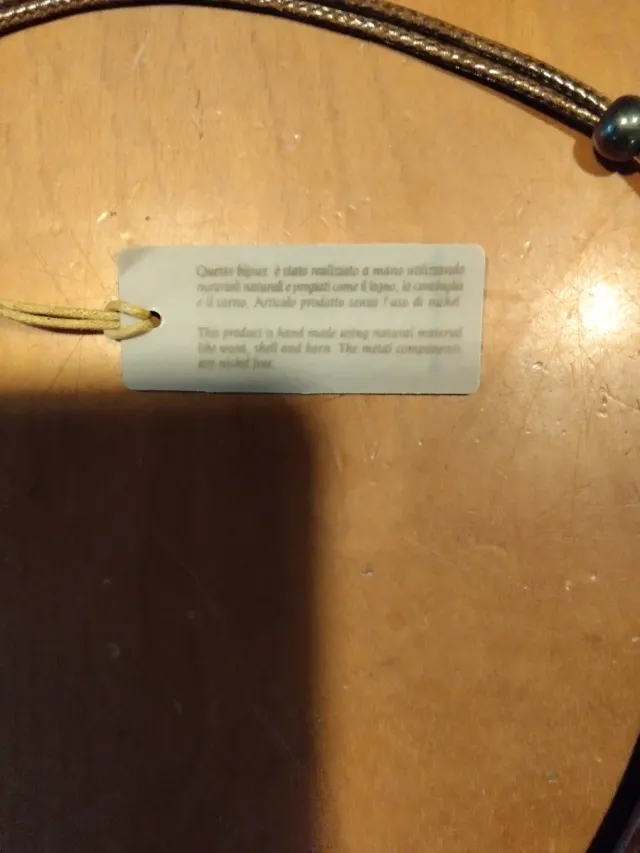 Questo bijoux è stato realizzato a mano utilizzando
materiali naturali e pregiati come il legno, la conchiglia
e il corno. Articolo prodotto senza l'uso di nickel
This product is hand made using natural material
like wood, shell and horn. The metal components
are nickel free.